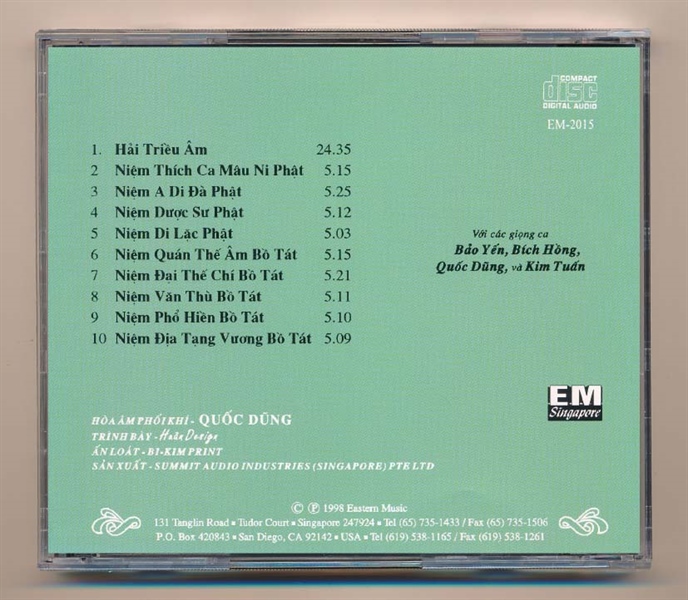 COMPACT
disc
DIGITAL AUDIO
EM-2015
1. Hải Triều Âm 24.35
2 Niệm Thích Ca Mâu Ni Phật 5.15
3 Niệm A Di Đà Phật 5.25
4 Niệm Dược Sư Phật 5.12
5 Niệm Di Lặc Phật 5.03
6 Niệm Quán Thế Âm Bồ Tát 5.15
7 Niệm Đại Thế Chí Bồ Tát 5.21
8 Niệm Văn Thù Bồ Tát 5.11
9 Niệm Phổ Hiền Bồ Tát 5.10
10 Niệm Địa Tạng Vương Bồ Tát 5.09
Với các giọng ca
Bảo Yến, Bích Hồng,
Quốc Dũng, và Kim Tuấn
EM
Singapore
HÒA ÂM PHỐI KHÍ - QUỐC DŨNG
TRÌNH BÀY - Huân Design
ẤN LOÁT - BI-KIM PRINT
SẢN XUẤT - SUMMIT AUDIO INDUSTRIES (SINGAPORE) PTE LTD
© ℗ 1998 Eastern Music
131 Tanglin Road ▪ Tudor Court ▪ Singapore 247924 ▪ Tel (65) 735-1433 / Fax (65) 735-1506
P.O. Box 420843 ▪ San Diego, CA 92142 ▪ USA ▪ Tel (619) 538-1165 / Fax (619) 538-1261